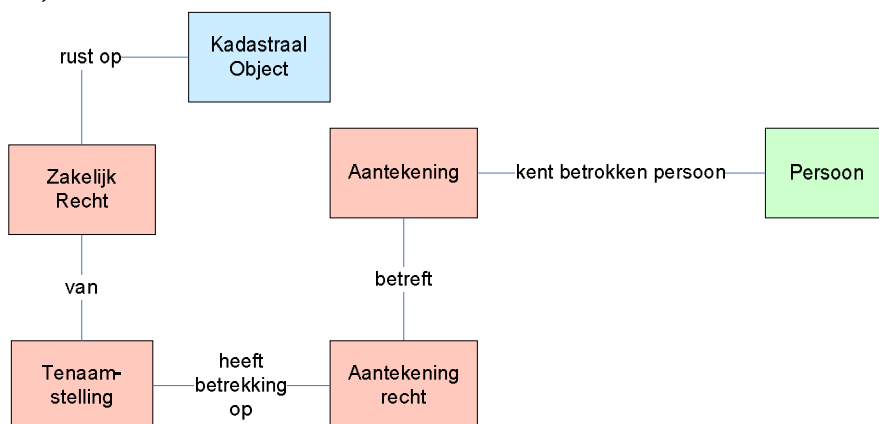 Kadastraal
Object
rust op
Zakelijk
Recht
Aantekening
kent betrokken persoon
Persoon
van
betreft
Tenaam-
stelling
heeft
betrekking
op
Aantekening
recht